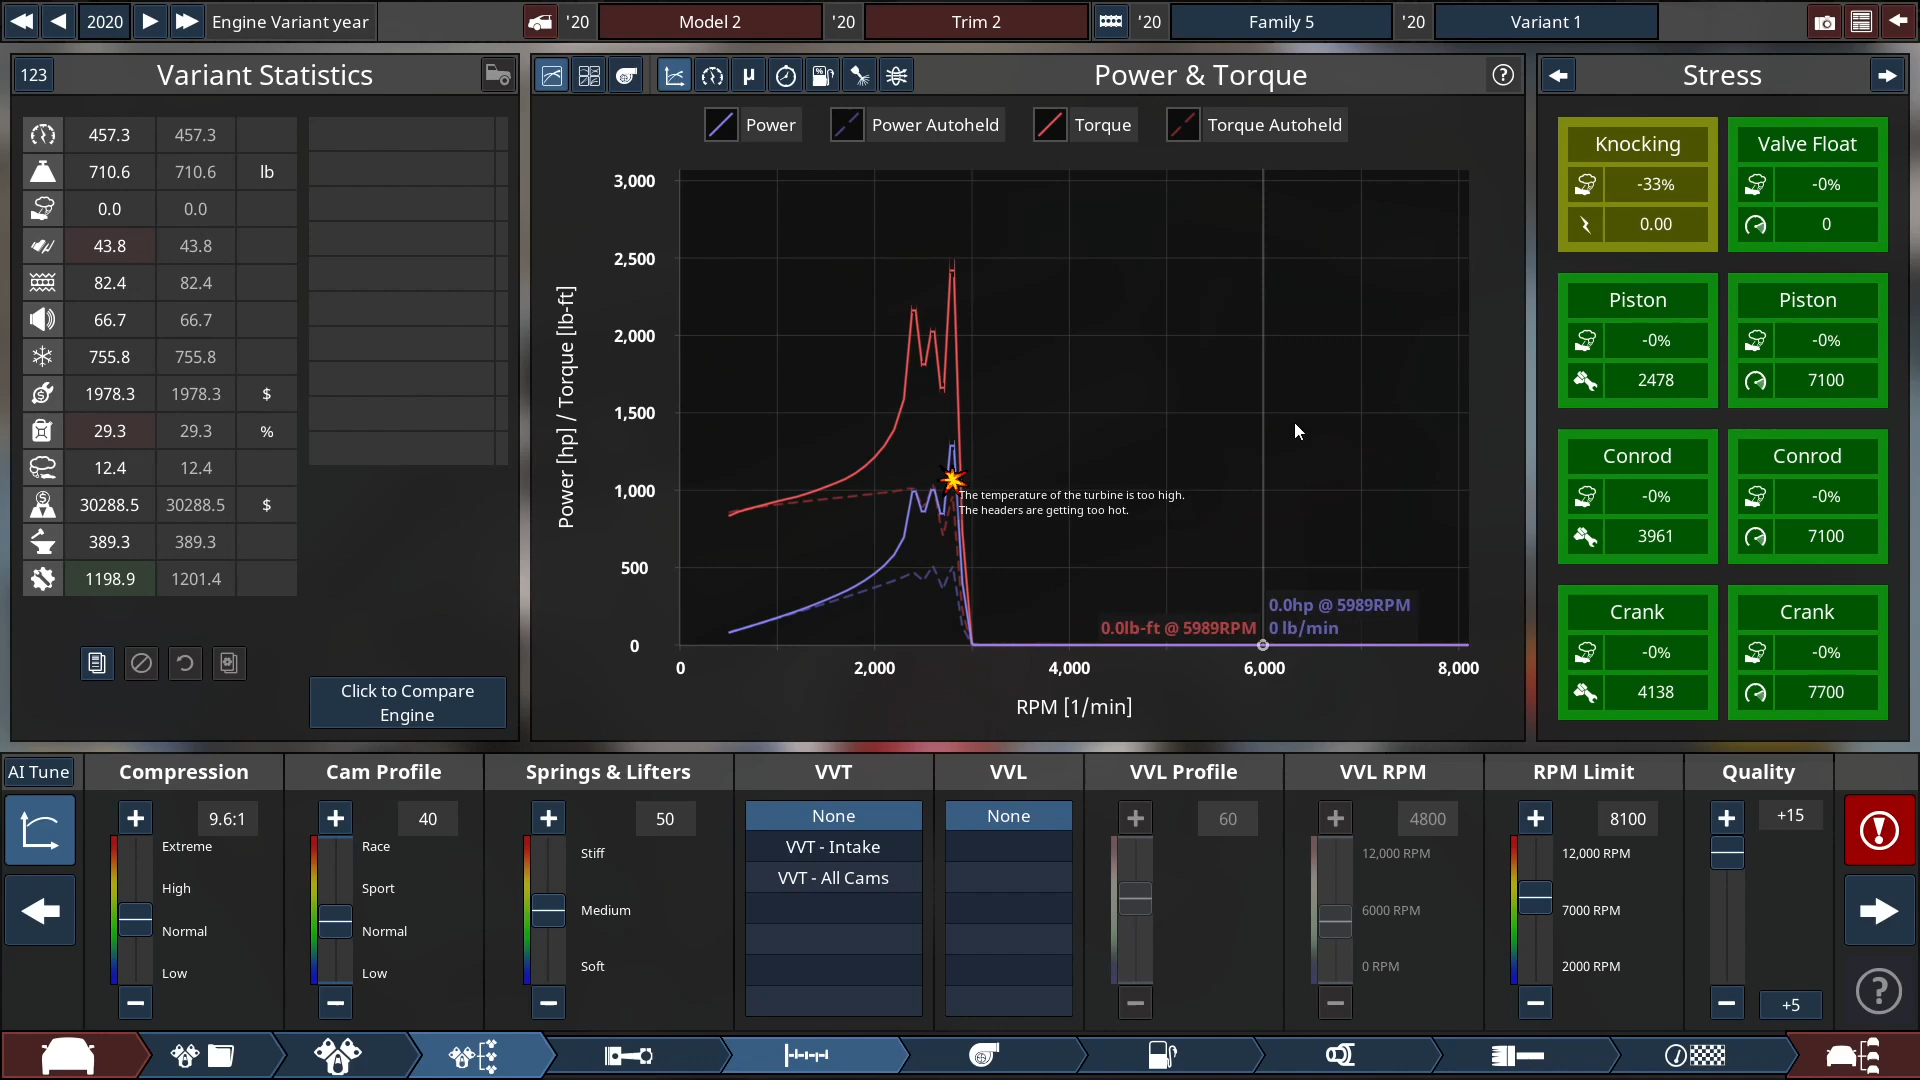 2020
Engine Variant year
'20
Model 2
'20
Trim 2
'20
Family 5
'20
Variant 1
123
Variant Statistics
457.3 457.3
710.6 710.6 lb
0.0 0.0
43.8 43.8
82.4 82.4
66.7 66.7
755.8 755.8
1978.3 1978.3 $
29.3 29.3 %
12.4 12.4
30288.5 30288.5 $
389.3 389.3
1198.9 1201.4
Click to Compare
Engine
Power & Torque
Power
Power Autoheld
Torque
Torque Autoheld
Power [hp] / Torque [lb-ft]
3,000
2,500
2,000
1,500
1,000
500
0
The temperature of the turbine is too high.
The headers are getting too hot.
0.0hp @ 5989RPM
0.0lb-ft @ 5989RPM
0 lb/min
0 2,000 4,000 6,000 8,000
RPM [1/min]
Stress
Knocking
-33%
0.00
Valve Float
-0%
0
Piston
-0%
2478
Piston
-0%
7100
Conrod
-0%
3961
Conrod
-0%
7100
Crank
-0%
4138
Crank
-0%
7700
AI Tune
Compression
9.6:1
Extreme
High
Normal
Low
Cam Profile
40
Race
Sport
Normal
Low
Springs & Lifters
50
Stiff
Medium
Soft
VVT
None
VVT - Intake
VVT - All Cams
VVL
None
VVL Profile
60
VVL RPM
4800
12,000 RPM
6000 RPM
0 RPM
RPM Limit
8100
12,000 RPM
7000 RPM
2000 RPM
Quality
+15
+5